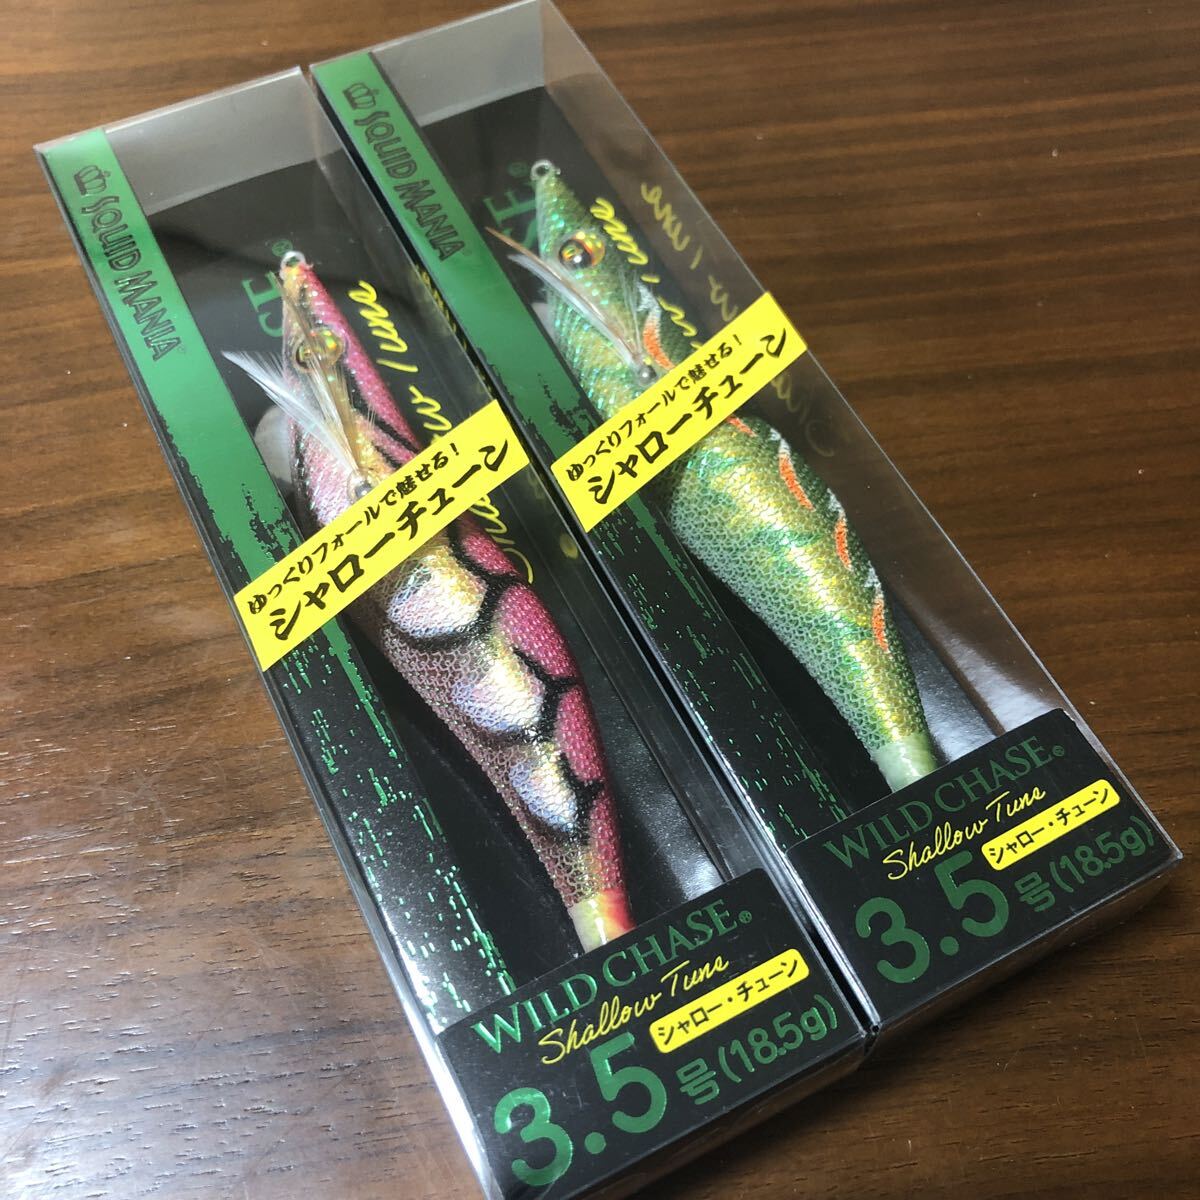 SQUID MANIA®
SE®
Tune
ゆっくりフォールで魅せる!
シャローチューン
WILD CHASE®
Shallow Tune
シャロー・チューン
3.5号(18.5g)
SQUID MANIA®
SE®
Tune
ゆっくりフォールで魅せる!
シャローチューン
WILD CHASE®
Shallow Tune
シャロー・チューン
3.5号(18.5g)